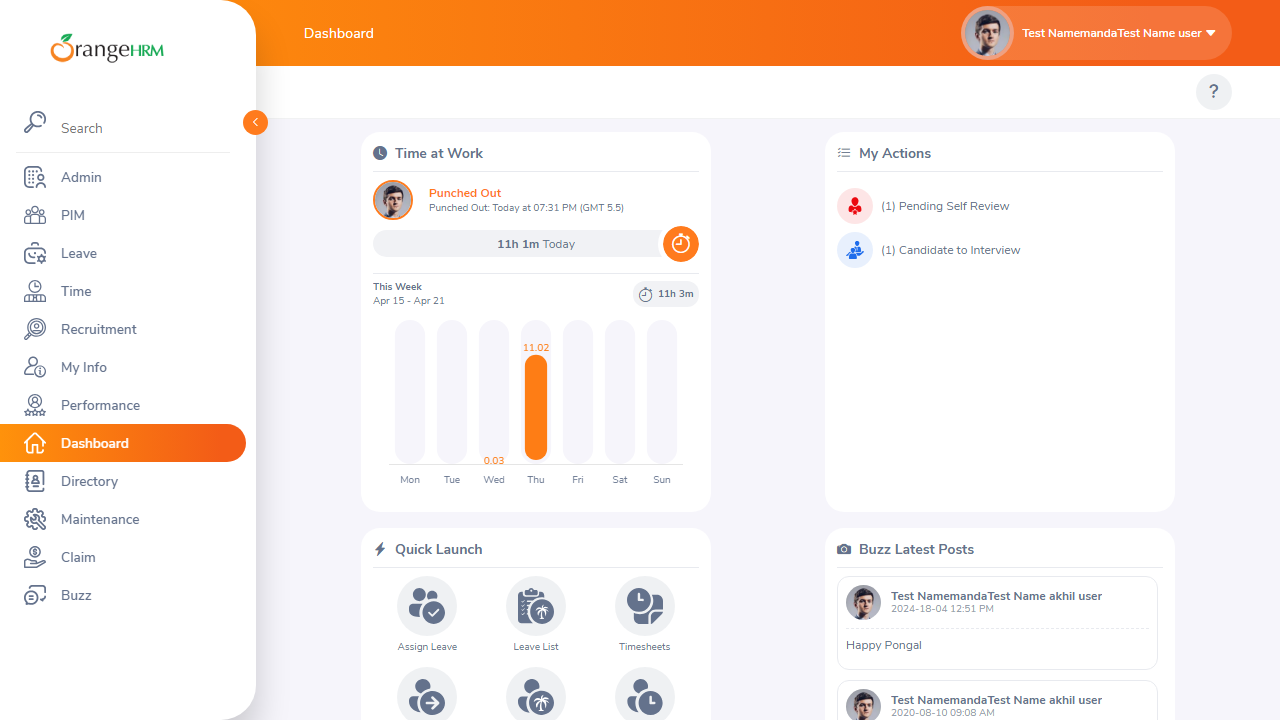 OrangeHRM
Search
Admin
PIM
Leave
Time
Recruitment
My Info
Performance
Dashboard
Directory
Maintenance
Claim
Buzz
Dashboard
Test NamemandaTest Name user
?
Time at Work
Punched Out
Punched Out: Today at 07:31 PM (GMT 5.5)
11h 1m Today
This Week
Apr 15 - Apr 21
11h 3m
11.02
0.03
Mon Tue Wed Thu Fri Sat Sun
My Actions
(1) Pending Self Review
(1) Candidate to Interview
Quick Launch
Assign Leave
Leave List
Timesheets
Buzz Latest Posts
Test NamemandaTest Name akhil user
2024-18-04 12:51 PM
Happy Pongal
Test NamemandaTest Name akhil user
2020-08-10 09:08 AM